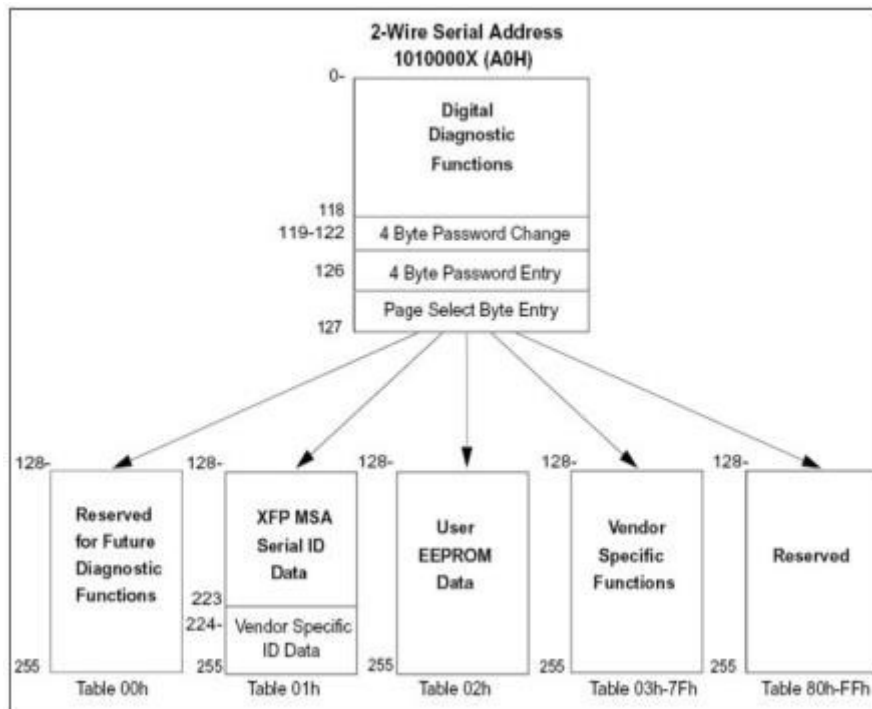 2-Wire Serial Address
1010000X (A0H)
0-
Digital
Diagnostic
Functions
118
119-122
4 Byte Password Change
126
4 Byte Password Entry
Page Select Byte Entry
127
128-
Reserved
for Future
Diagnostic
Functions
255
Table 00h
128-
XFP MSA
Serial ID
Data
223
224-
Vendor Specific
ID Data
255
Table 01h
128-
User
EEPROM
Data
255
Table 02h
128-
Vendor
Specific
Functions
255
Table 03h-7Fh
128-
Reserved
255
Table 80h-FFh